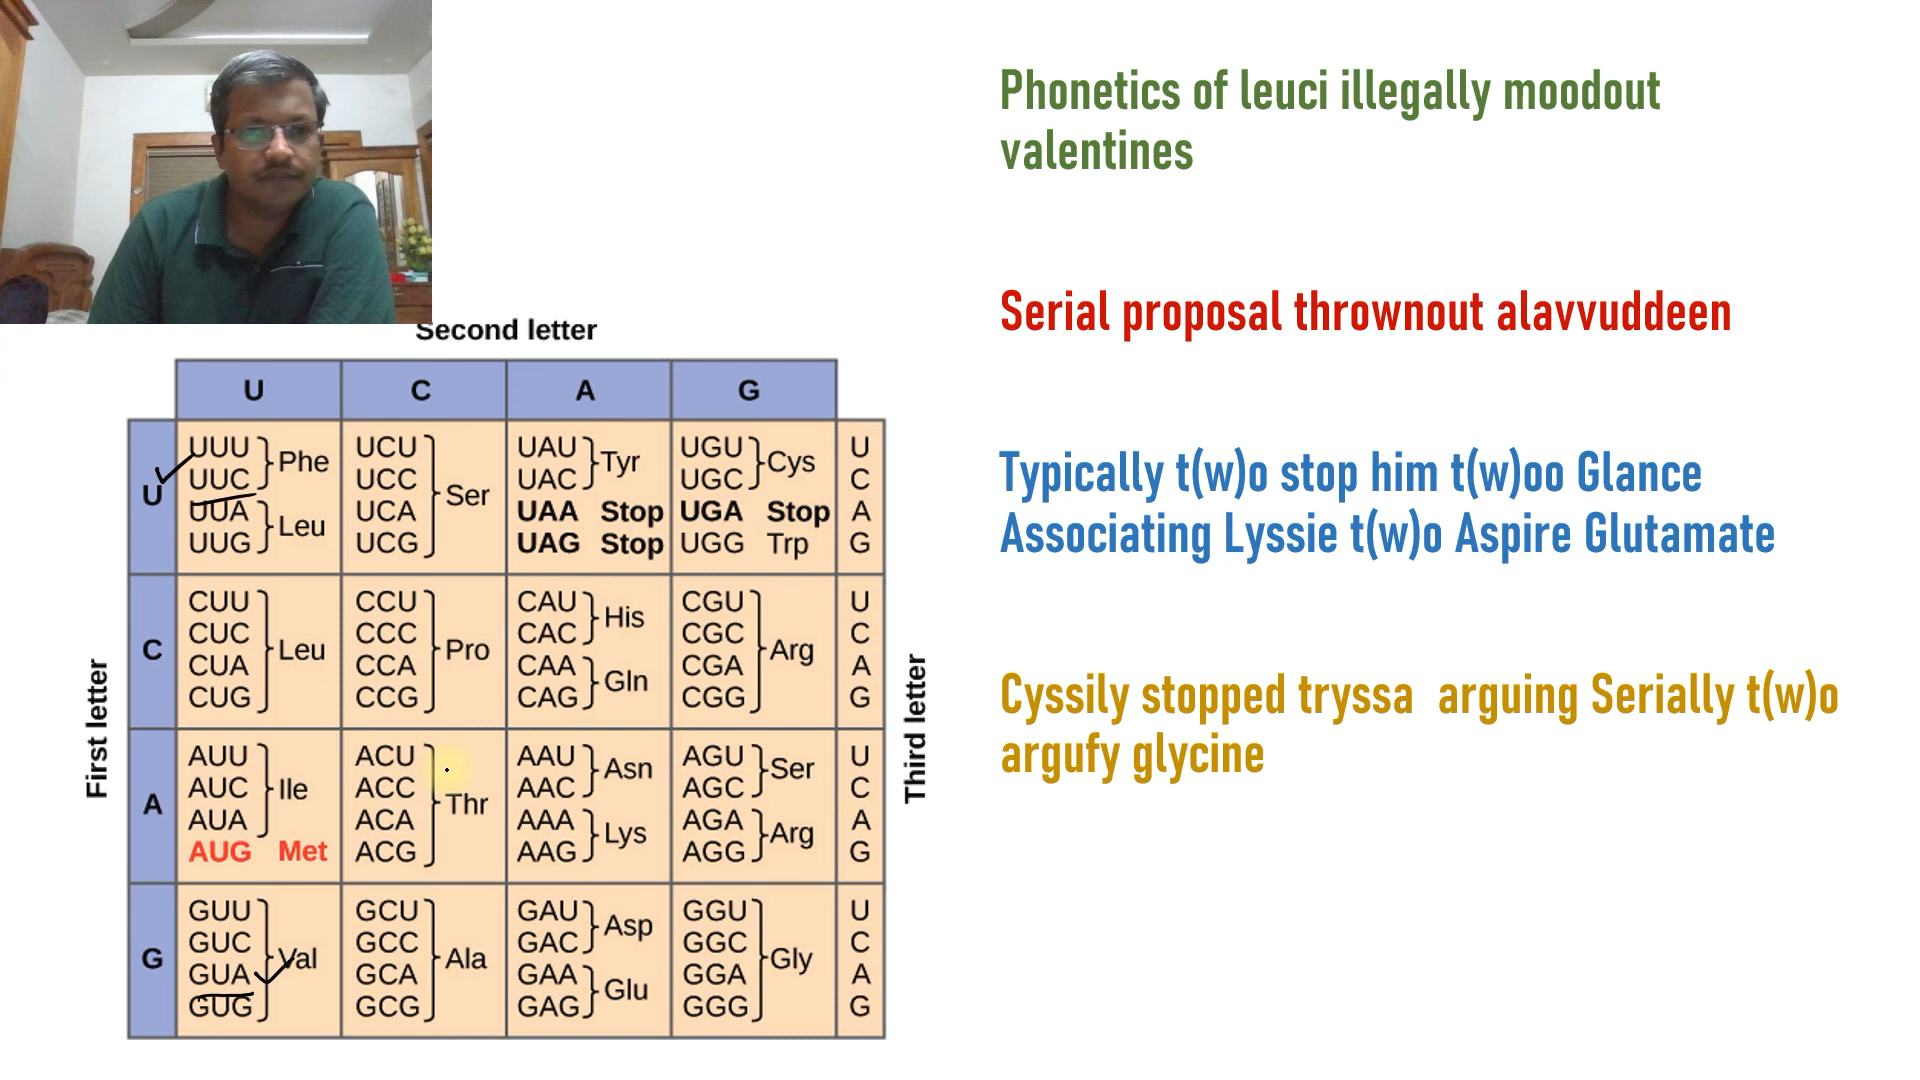 Phonetics of leuci illegally moodout
valentines
Serial proposal thrownout alavvuddeen
Typically t(w)o stop him t(w)oo Glance
Associating Lyssie t(w)o Aspire Glutamate
Cyssily stopped tryssa arguing Serially t(w)o
argufy glycine
Second letter
U C A G
First letter
Third letter
U
UUU
UUC
Phe
UUA
UUG
Leu
UCU
UCC
UCA
UCG
Ser
UAU
UAC
Tyr
UAA Stop
UAG Stop
UGU
UGC
Cys
UGA Stop
UGG Trp
U
C
A
G
C
CUU
CUC
CUA
CUG
Leu
CCU
CCC
CCA
CCG
Pro
CAU
CAC
His
CAA
CAG
Gln
CGU
CGC
CGA
CGG
Arg
U
C
A
G
A
AUU
AUC
AUA
Ile
AUG Met
ACU
ACC
ACA
ACG
Thr
AAU
AAC
Asn
AAA
AAG
Lys
AGU
AGC
Ser
AGA
AGG
Arg
U
C
A
G
G
GUU
GUC
GUA
GUG
Val
GCU
GCC
GCA
GCG
Ala
GAU
GAC
Asp
GAA
GAG
Glu
GGU
GGC
GGA
GGG
Gly
U
C
A
G